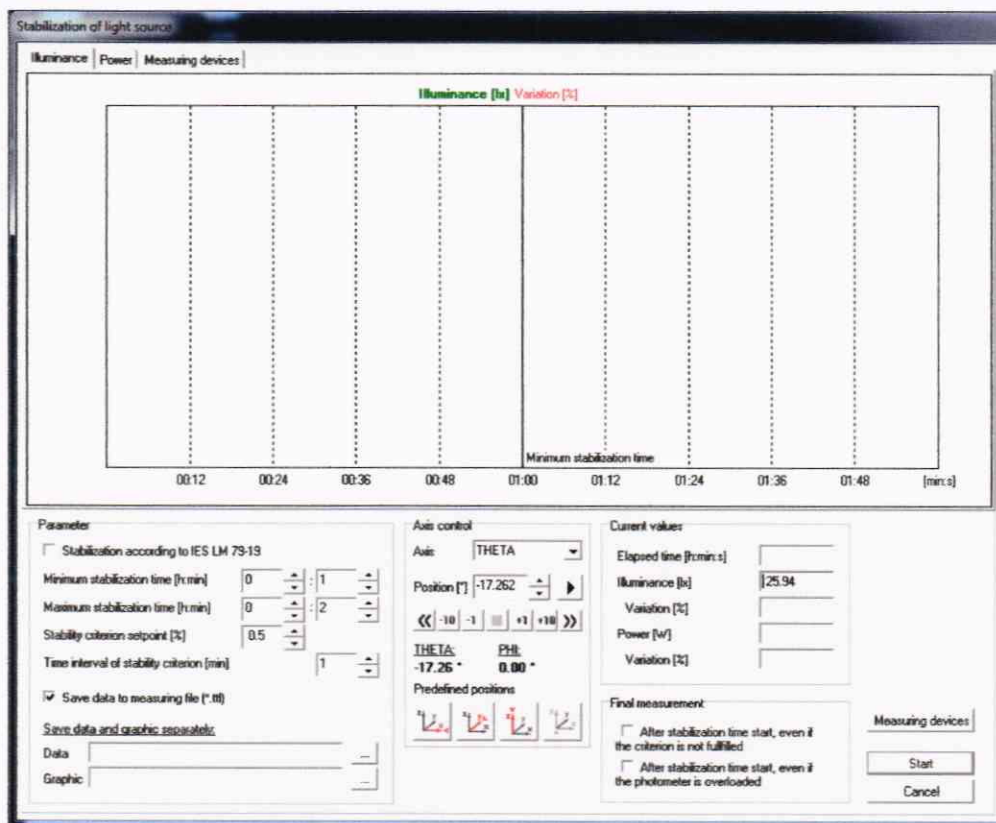 Stabilization of light source
Illuminance Power Measuring devices
Illuminance [lx] Variation [%]
Minimum stabilization time
00:12 00:24 00:36 00:48 01:00 01:12 01:24 01:36 01:48 [min:s]
Parameter
Stabilization according to IES LM 79-19
Minimum stabilization time [h:min] 0 : 1
Maximum stabilization time [h:min] 0 : 2
Stability criterion setpoint [%] 0.5
Time interval of stability criterion [min] 1
Save data to measuring file (*.ttl)
Save data and graphic separately:
Data ...
Graphic ...
Axis control
Axis THETA
Position [°] -17.262
-10 -1 +1 +10
THETA: PHI:
-17.26 ° 0.00 °
Predefined positions
Current values
Elapsed time [h:min:s]
Illuminance [lx] 125.94
Variation [%]
Power [W]
Variation [%]
Final measurement
After stabilization time start, even if
the criterion is not fullfilled
After stabilization time start, even if
the photometer is overloaded
Measuring devices
Start
Cancel